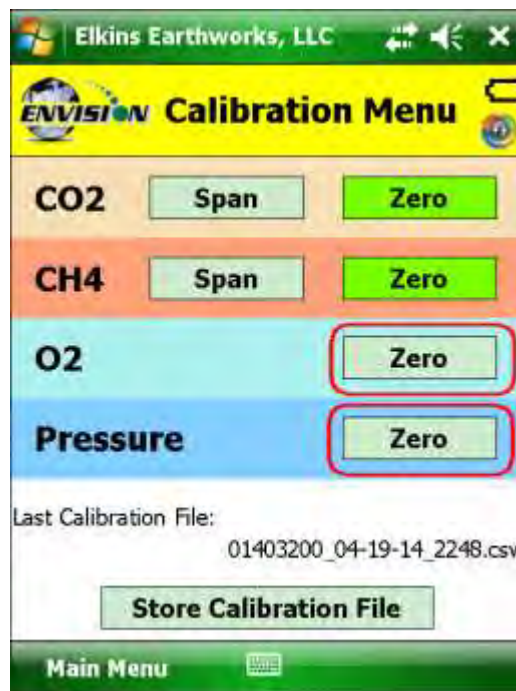 Elkins Earthworks, LLC
ENVISION Calibration Menu
CO2 Span Zero
CH4 Span Zero
O2 Zero
Pressure Zero
Last Calibration File:
01403200_04-19-14_2248.csv
Store Calibration File
Main Menu